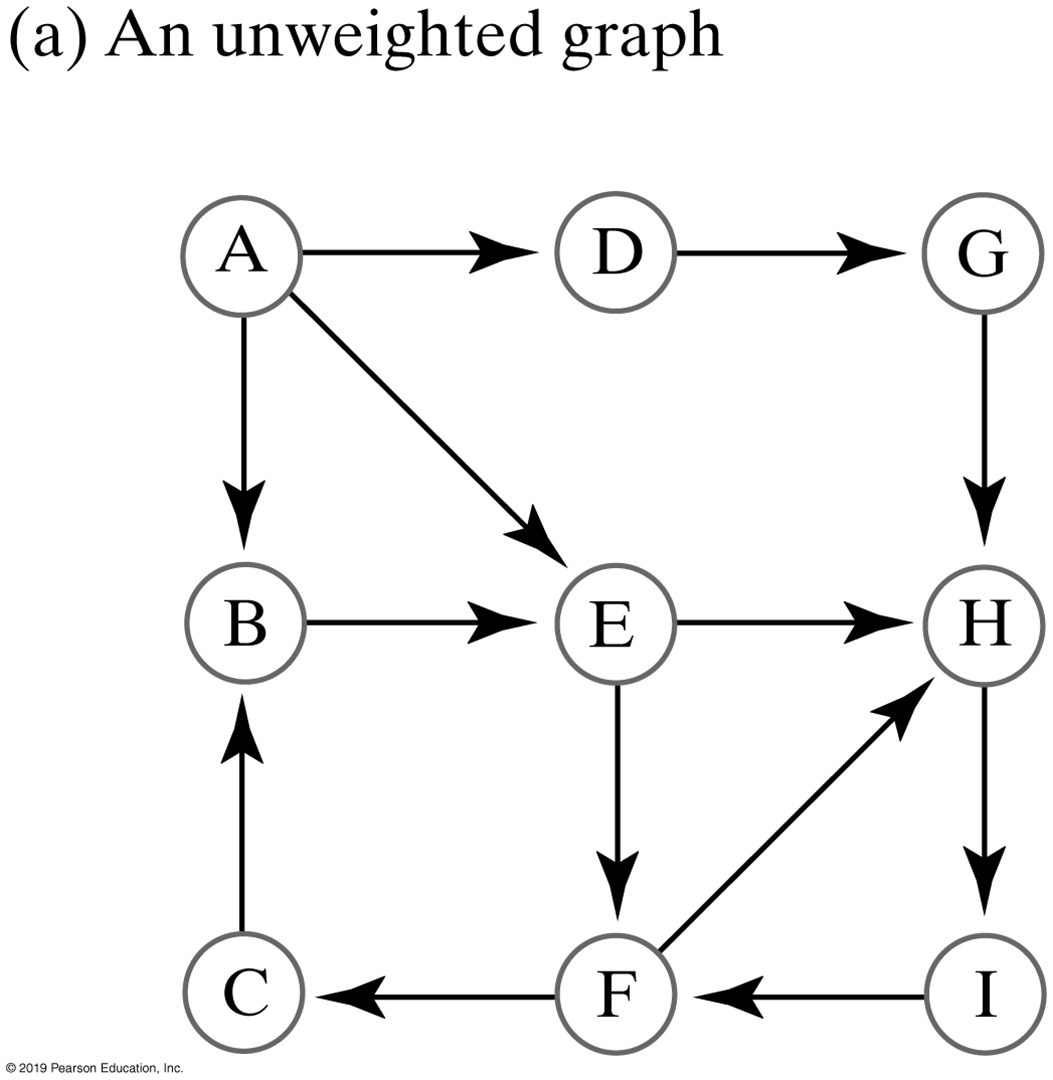 (a) An unweighted graph
A D G
B E H
C F I
© 2019 Pearson Education, Inc.